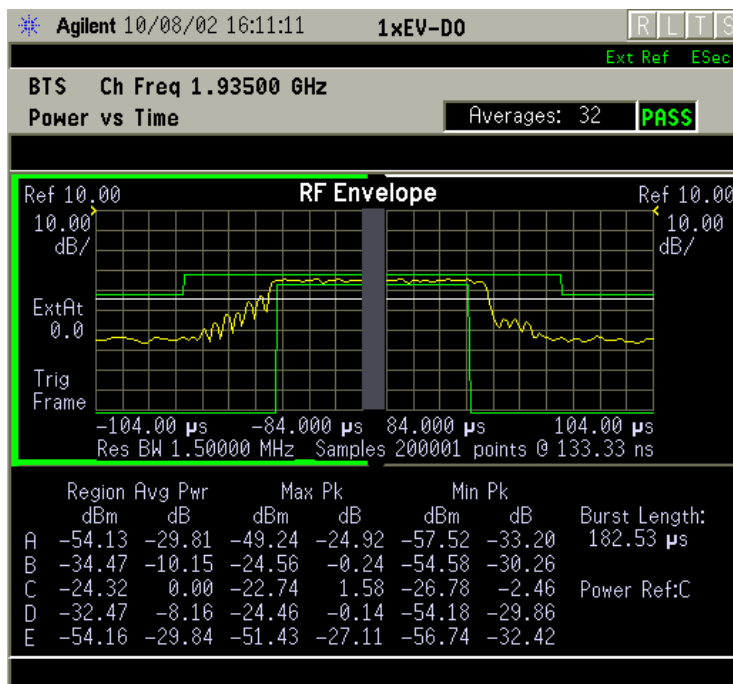 Agilent 10/08/02 16:11:11 1xEV-DO R L T S
Ext Ref ESec
BTS Ch Freq 1.93500 GHz
Power vs Time Averages: 32 PASS
Ref 10.00 RF Envelope Ref 10.00
10.00 10.00
dB/ dB/
ExtAt
0.0
Trig
Frame
-104.00 µs -84.000 µs 84.000 µs 104.00 µs
Res BW 1.50000 MHz Samples 200001 points @ 133.33 ns
Region Avg Pwr Max Pk Min Pk
dBm dB dBm dB dBm dB Burst Length:
A -54.13 -29.81 -49.24 -24.92 -57.52 -33.20 182.53 µs
B -34.47 -10.15 -24.56 -0.24 -54.58 -30.26
C -24.32 0.00 -22.74 1.58 -26.78 -2.46 Power Ref:C
D -32.47 -8.16 -24.46 -0.14 -54.18 -29.86
E -54.16 -29.84 -51.43 -27.11 -56.74 -32.42